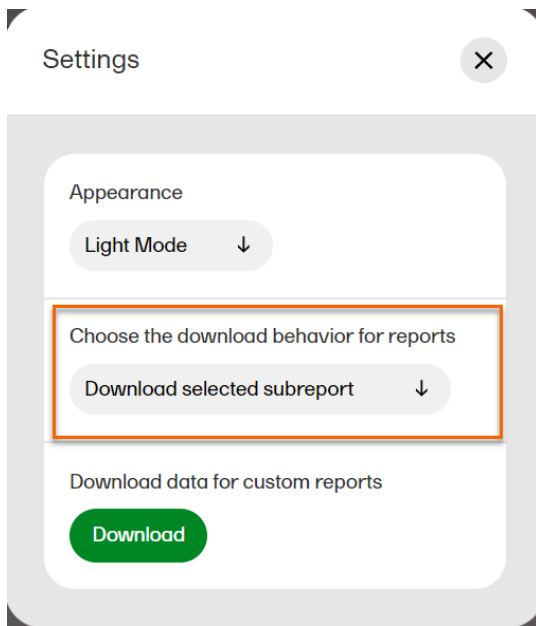 Settings
Appearance
Light Mode
Choose the download behavior for reports
Download selected subreport
Download data for custom reports
Download